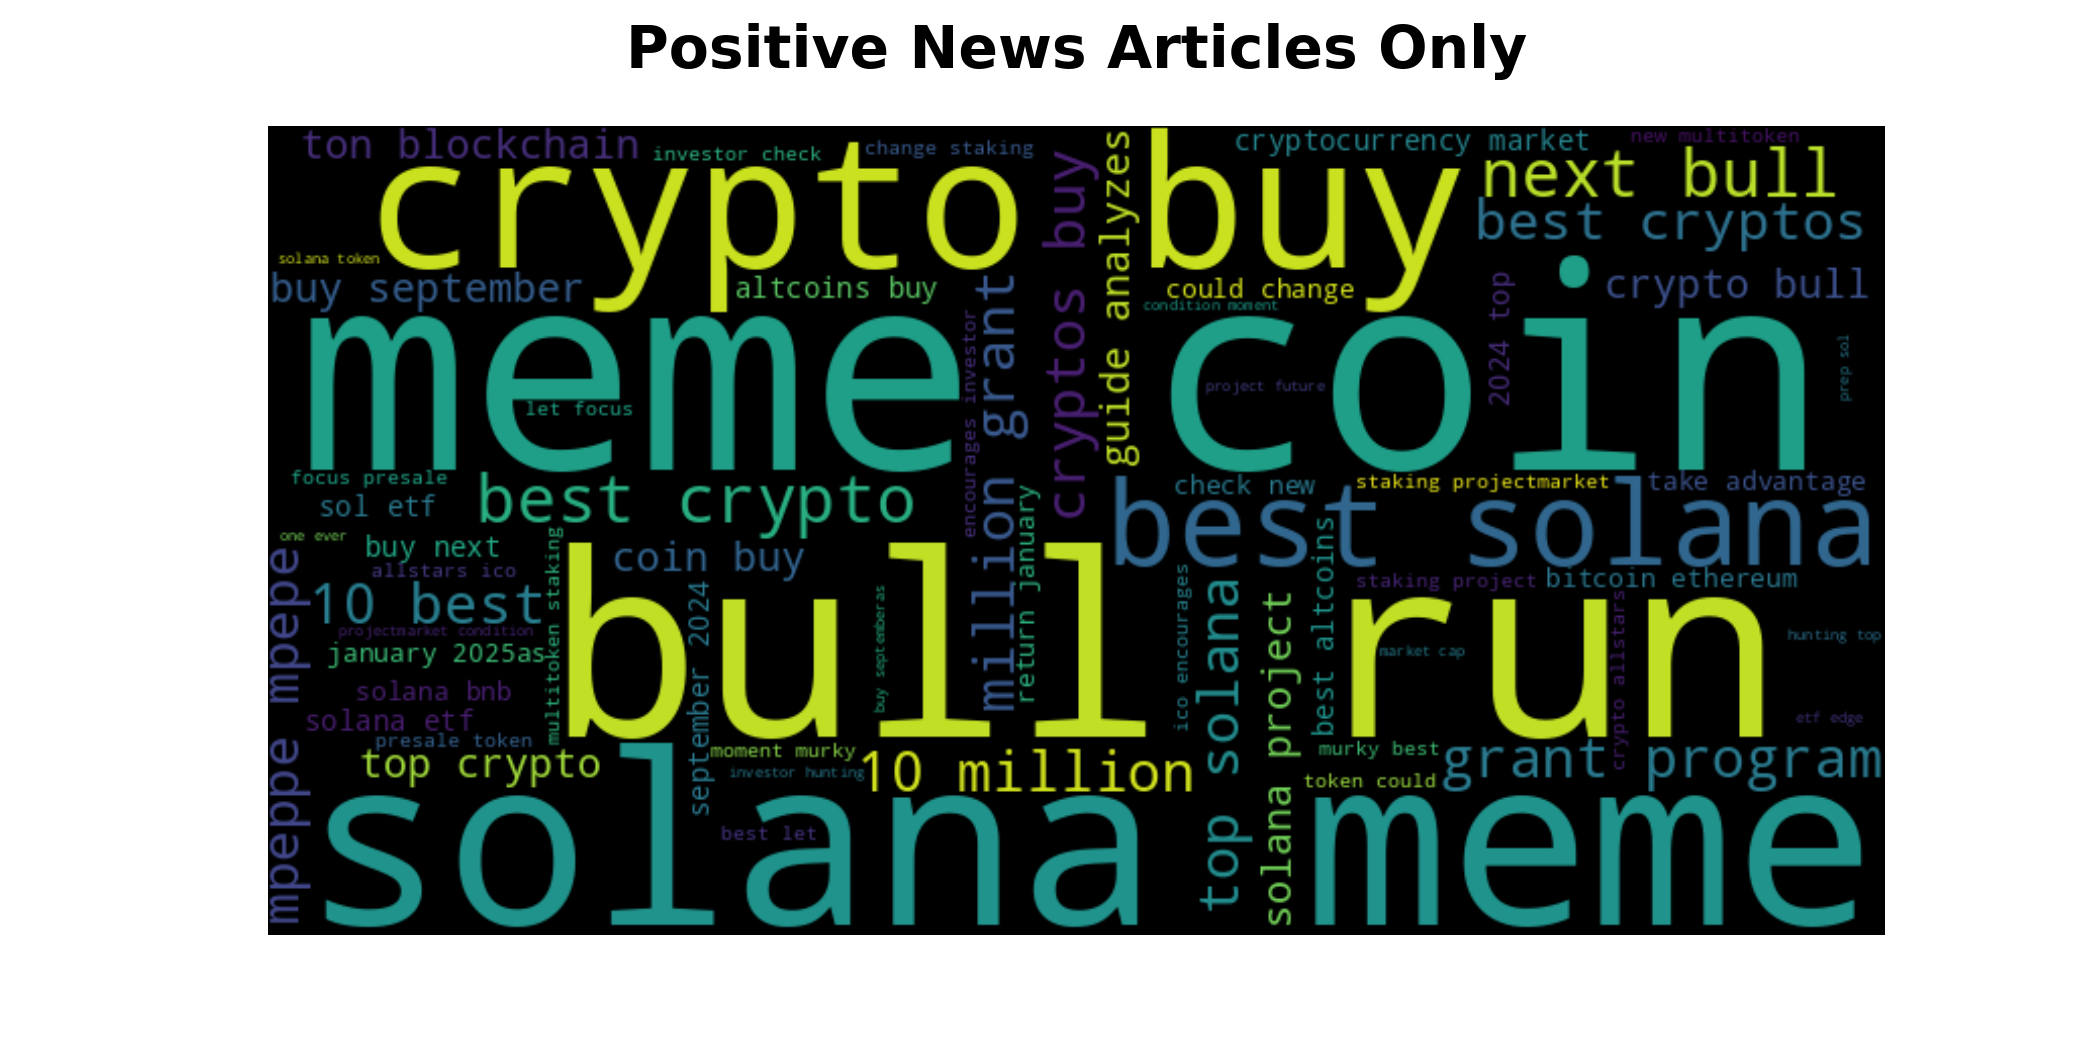 Positive News Articles Only
ton blockchain
investor check
change staking
crypto
solana token
buy september
altcoins buy
cryptos buy
guide analyzes
buy
cryptocurrency market
new multitoken
next bull
best cryptos
could change
condition moment
crypto bull
2024 top
meme
let focus
encourages investor
million grant
coin
project future
prep sol
focus presale
sol etf
best crypto
check new
staking projectmarket
take advantage
best solana
one ever
buy next
allstars ico
10 best
projectmarket condition
january 2025as
solana bnb
solana etf
presale token
top crypto
mpepe mpeppe
multitoken staking
bull
coin buy
september 2024
buy septemberas
return january
ico encourages
top solana
solana project
best altcoins
staking project
bitcoin ethereum
run
market cap
crypto allstars
hunting top
etf edge
moment murky
investor hunting
10 million
murky best
token could
grant program
solana
best let
meme